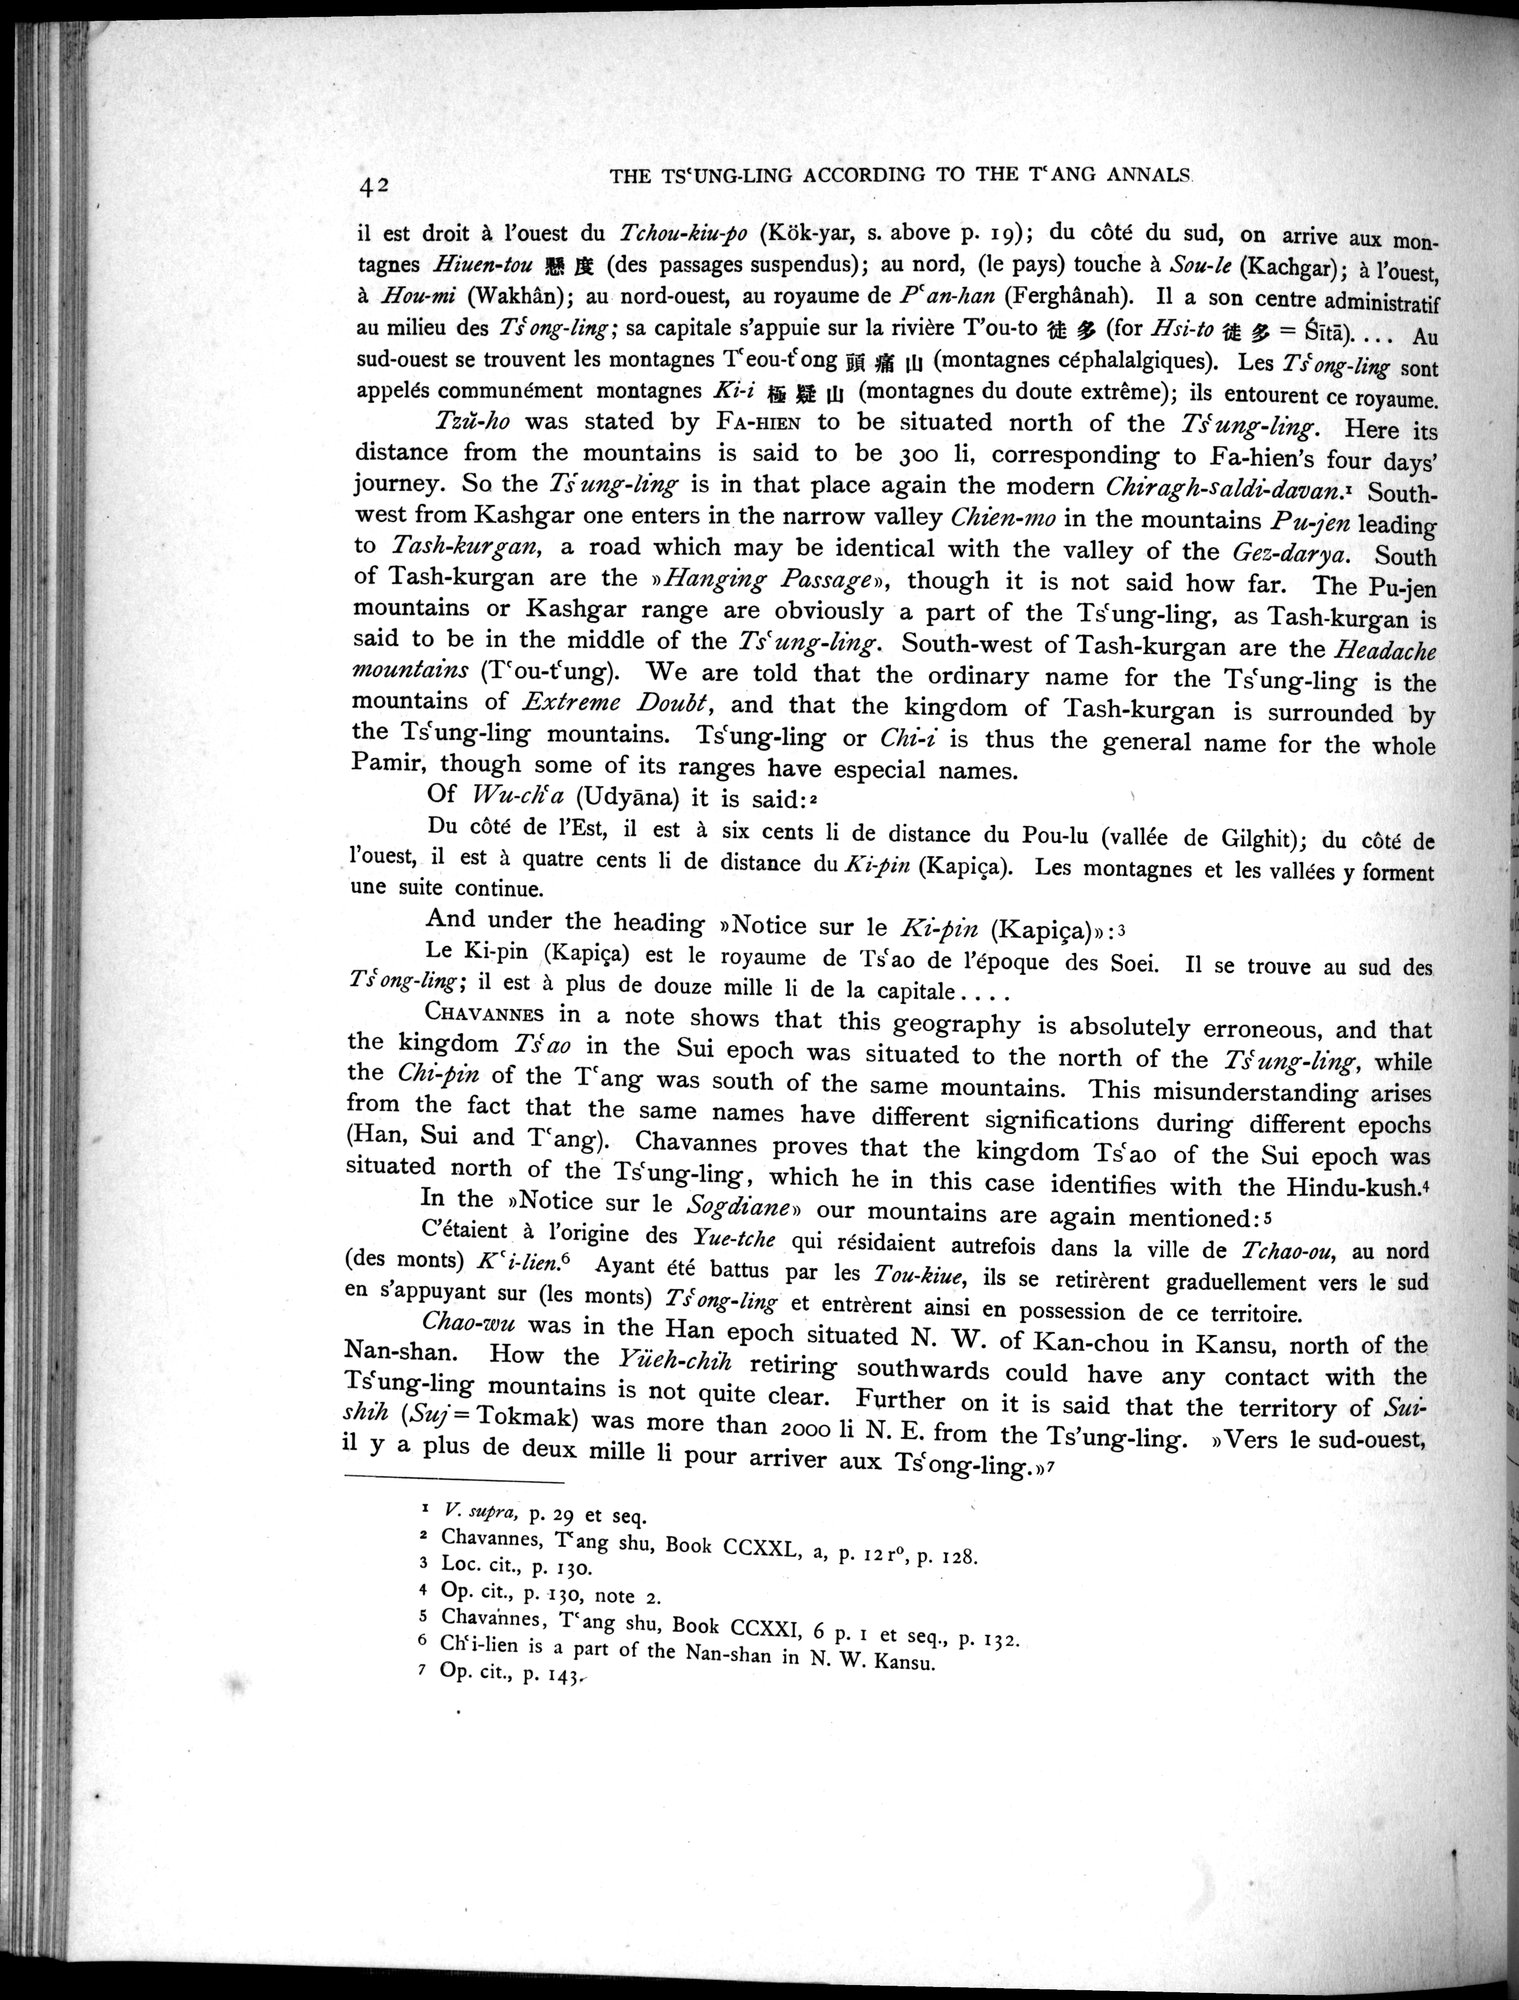 42
THE TSʿUNG-LING ACCORDING TO THE TʿANG ANNALS.
il est droit à l'ouest du Tchou-kiu-po (Kök-yar, s. above p. 19); du côté du sud, on arrive aux mon-
tagnes Hiuen-tou 懸度 (des passages suspendus); au nord, (le pays) touche à Sou-le (Kachgar); à l'ouest,
à Hou-mi (Wakhân); au nord-ouest, au royaume de Pʿan-han (Ferghânah). Il a son centre administratif
au milieu des Tsʿong-ling; sa capitale s'appuie sur la rivière T'ou-to 徒多 (for Hsi-to 徙多 = Śītā).... Au
sud-ouest se trouvent les montagnes Tʿeou-tʿong 頭痛山 (montagnes céphalalgiques). Les Tsʿong-ling sont
appelés communément montagnes Ki-i 極疑山 (montagnes du doute extrême); ils entourent ce royaume.
Tzŭ-ho was stated by FA-HIEN to be situated north of the Tsʿung-ling. Here its
distance from the mountains is said to be 300 li, corresponding to Fa-hien's four days'
journey. So the Tsʿung-ling is in that place again the modern Chiragh-saldi-davan.¹ South-
west from Kashgar one enters in the narrow valley Chien-mo in the mountains Pu-jen leading
to Tash-kurgan, a road which may be identical with the valley of the Gez-darya. South
of Tash-kurgan are the »Hanging Passage», though it is not said how far. The Pu-jen
mountains or Kashgar range are obviously a part of the Tsʿung-ling, as Tash-kurgan is
said to be in the middle of the Tsʿung-ling. South-west of Tash-kurgan are the Headache
mountains (Tʿou-tʿung). We are told that the ordinary name for the Tsʿung-ling is the
mountains of Extreme Doubt, and that the kingdom of Tash-kurgan is surrounded by
the Tsʿung-ling mountains. Tsʿung-ling or Chi-i is thus the general name for the whole
Pamir, though some of its ranges have especial names.
Of Wu-chʿa (Udyāna) it is said:²
Du côté de l'Est, il est à six cents li de distance du Pou-lu (vallée de Gilghit); du côté de
l'ouest, il est à quatre cents li de distance du Ki-pin (Kapiça). Les montagnes et les vallées y forment
une suite continue.
And under the heading »Notice sur le Ki-pin (Kapiça)»:³
Le Ki-pin (Kapiça) est le royaume de Tsʿao de l'époque des Soei. Il se trouve au sud des
Tsʿong-ling; il est à plus de douze mille li de la capitale....
CHAVANNES in a note shows that this geography is absolutely erroneous, and that
the kingdom Tsʿao in the Sui epoch was situated to the north of the Tsʿung-ling, while
the Chi-pin of the Tʿang was south of the same mountains. This misunderstanding arises
from the fact that the same names have different significations during different epochs
(Han, Sui and Tʿang). Chavannes proves that the kingdom Tsʿao of the Sui epoch was
situated north of the Tsʿung-ling, which he in this case identifies with the Hindu-kush.⁴
In the »Notice sur le Sogdiane» our mountains are again mentioned:⁵
C'étaient à l'origine des Yue-tche qui résidaient autrefois dans la ville de Tchao-ou, au nord
(des monts) Kʿi-lien.⁶ Ayant été battus par les Tou-kiue, ils se retirèrent graduellement vers le sud
en s'appuyant sur (les monts) Tsʿong-ling et entrèrent ainsi en possession de ce territoire.
Chao-wu was in the Han epoch situated N. W. of Kan-chou in Kansu, north of the
Nan-shan. How the Yüeh-chih retiring southwards could have any contact with the
Tsʿung-ling mountains is not quite clear. Further on it is said that the territory of Sui-
shih (Suj = Tokmak) was more than 2000 li N. E. from the Ts'ung-ling. »Vers le sud-ouest,
il y a plus de deux mille li pour arriver aux Tsʿong-ling.»⁷
¹ V. supra, p. 29 et seq.
² Chavannes, Tʿang shu, Book CCXXL, a, p. 12 r⁰, p. 128.
³ Loc. cit., p. 130.
⁴ Op. cit., p. 130, note 2.
⁵ Chavannes, Tʿang shu, Book CCXXI, 6 p. 1 et seq., p. 132.
⁶ Chʿi-lien is a part of the Nan-shan in N. W. Kansu.
⁷ Op. cit., p. 143.